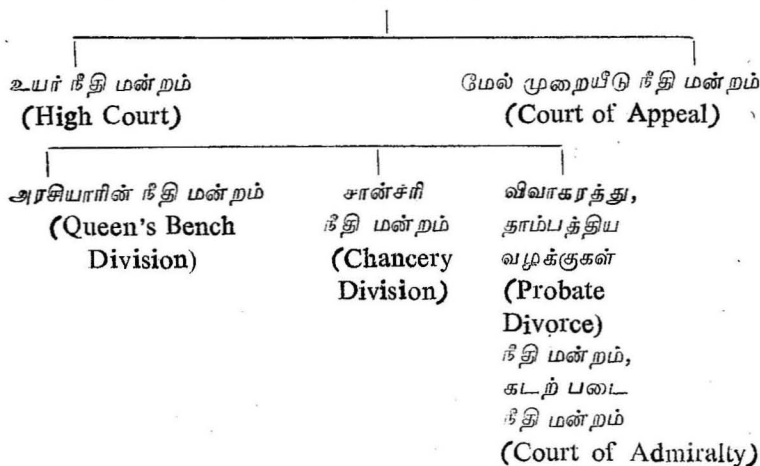 உயர் நீதி மன்றம்
(High Court)
மேல் முறையீடு நீதி மன்றம்
(Court of Appeal)
அரசியாரின் நீதி மன்றம்
(Queen's Bench
Division)
சான்ச்ரி
நீதி மன்றம்
(Chancery
Division)
விவாகரத்து,
தாம்பத்திய
வழக்குகள்
(Probate
Divorce)
நீதி மன்றம்,
கடற் படை
நீதி மன்றம்
(Court of Admiralty)